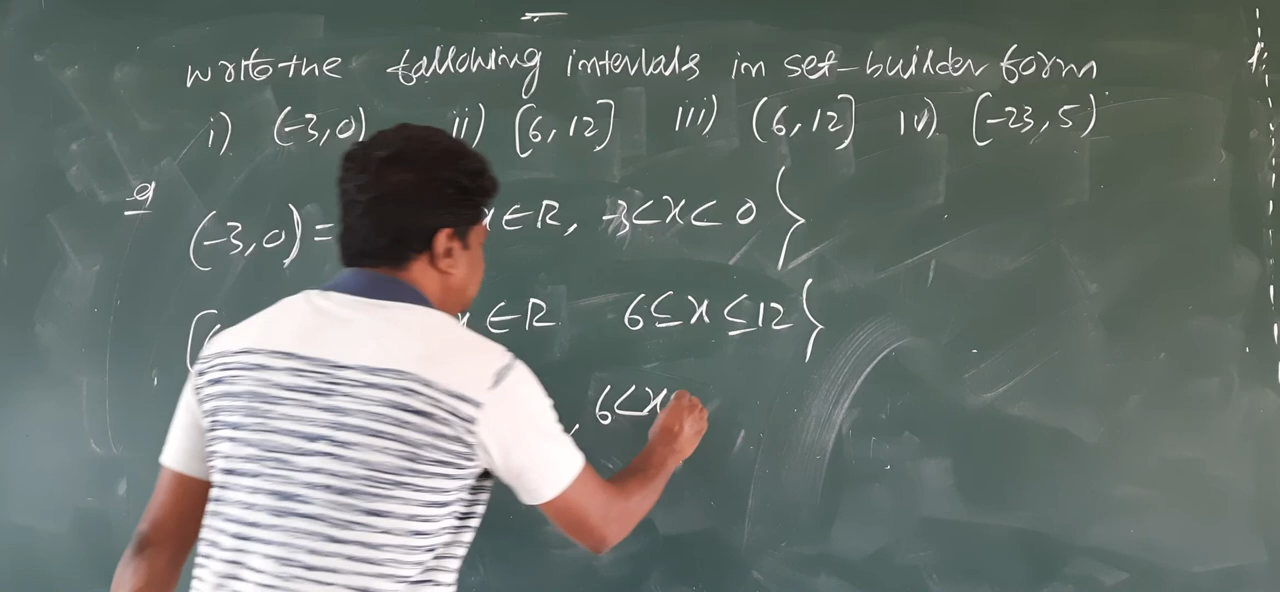 write the following intervals in set-builder form
i) (-3,0) ii) [6,12] iii) (6,12] iv) [-23,5)
(-3,0)= x∈R, -3<x<0}
[6 x∈R 6≤x≤12}
, 6<x